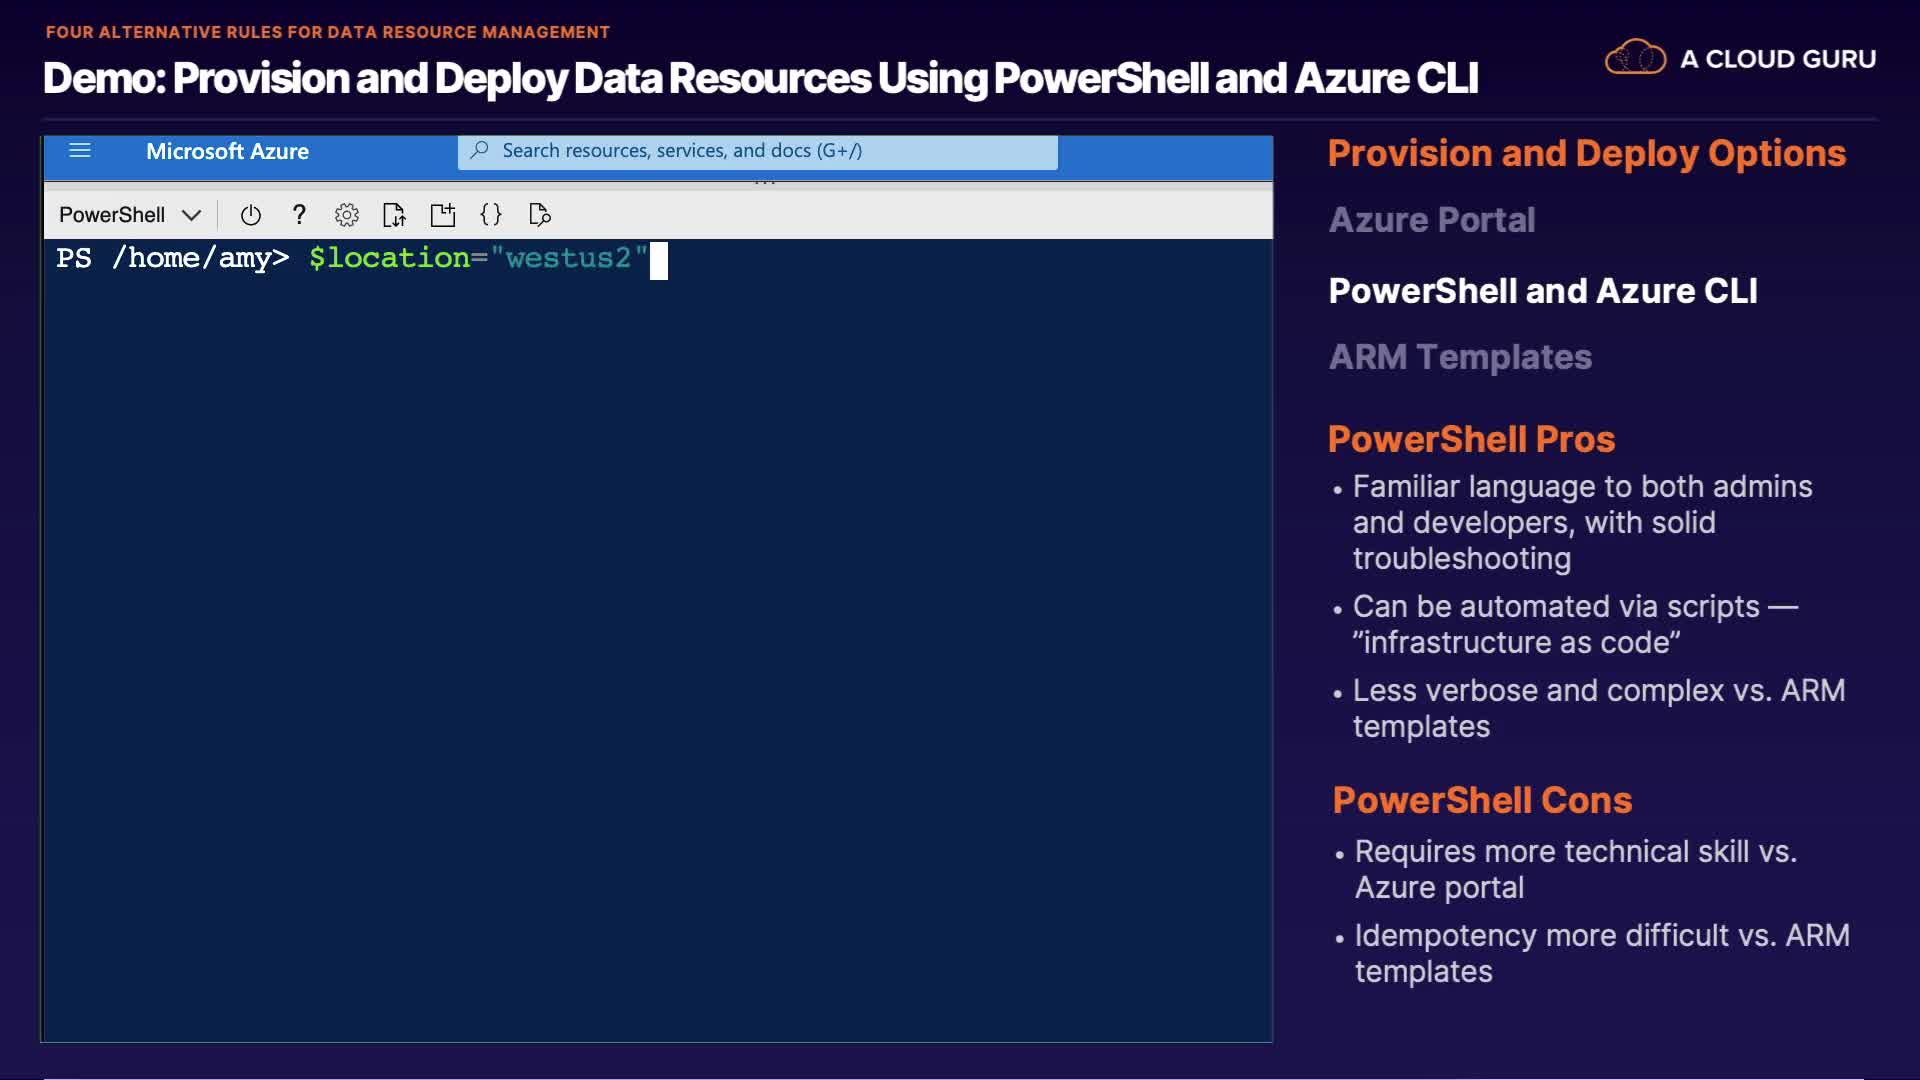 FOUR ALTERNATIVE RULES FOR DATA RESOURCE MANAGEMENT
Demo: Provision and Deploy Data Resources Using PowerShell and Azure CLI
A CLOUD GURU
Microsoft Azure
Search resources, services, and docs (G+/)
PowerShell
?
{}
PS /home/amy> $location="westus2"
Provision and Deploy Options
Azure Portal
PowerShell and Azure CLI
ARM Templates
PowerShell Pros
• Familiar language to both admins
and developers, with solid
troubleshooting
• Can be automated via scripts —
”infrastructure as code”
• Less verbose and complex vs. ARM
templates
PowerShell Cons
• Requires more technical skill vs.
Azure portal
• Idempotency more difficult vs. ARM
templates